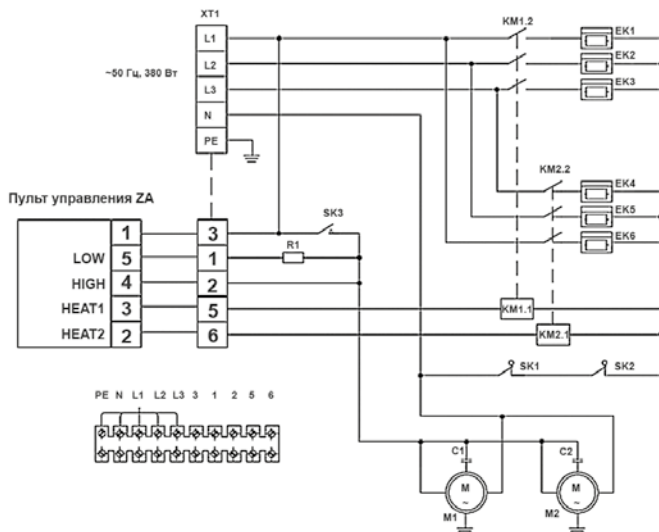 XT1
KM1.2
L1
EK1
L2
EK2
~50 Гц, 380 Вт
L3
EK3
N
PE
KM2.2
EK4
EK5
EK6
Пульт управления ZA
1 3
SK3
LOW 5 1
R1
HIGH 4 2
HEAT1 3 5
KM1.1
HEAT2 2 6
KM2.1
SK1 SK2
PE N L1 L2 L3 3 1 2 5 6
C1 C2
M M
~ ~
M1 M2